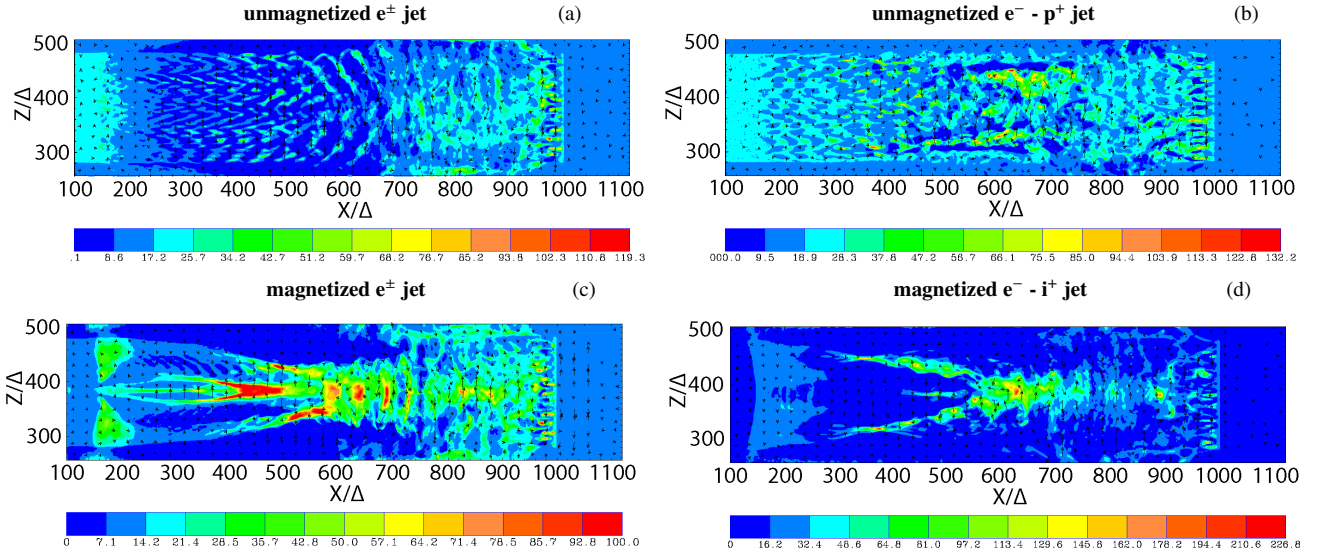 unmagnetized e± jet (a)
unmagnetized e⁻ - p⁺ jet (b)
500
400
300
Z/Δ
100 200 300 400 500 600 700 800 900 1000 1100
X/Δ
.1 8.6 17.2 25.7 34.2 42.7 51.2 59.7 68.2 76.7 85.2 93.8 102.3 110.8 119.3
500
400
300
Z/Δ
100 200 300 400 500 600 700 800 900 1000 1100
X/Δ
000.0 9.5 18.9 28.3 37.8 47.2 56.7 66.1 75.5 85.0 94.4 103.9 113.3 122.8 132.2
magnetized e± jet (c)
magnetized e⁻ - i⁺ jet (d)
500
400
300
Z/Δ
100 200 300 400 500 600 700 800 900 1000 1100
X/Δ
0 7.1 14.2 21.4 28.5 35.7 42.8 50.0 57.1 64.2 71.4 78.5 85.7 92.8 100.0
500
400
300
Z/Δ
100 200 300 400 500 600 700 800 900 1000 1100
X/Δ
0 16.2 32.4 48.6 64.8 81.0 97.2 113.4 129.6 145.8 162.0 178.2 194.4 210.6 226.8